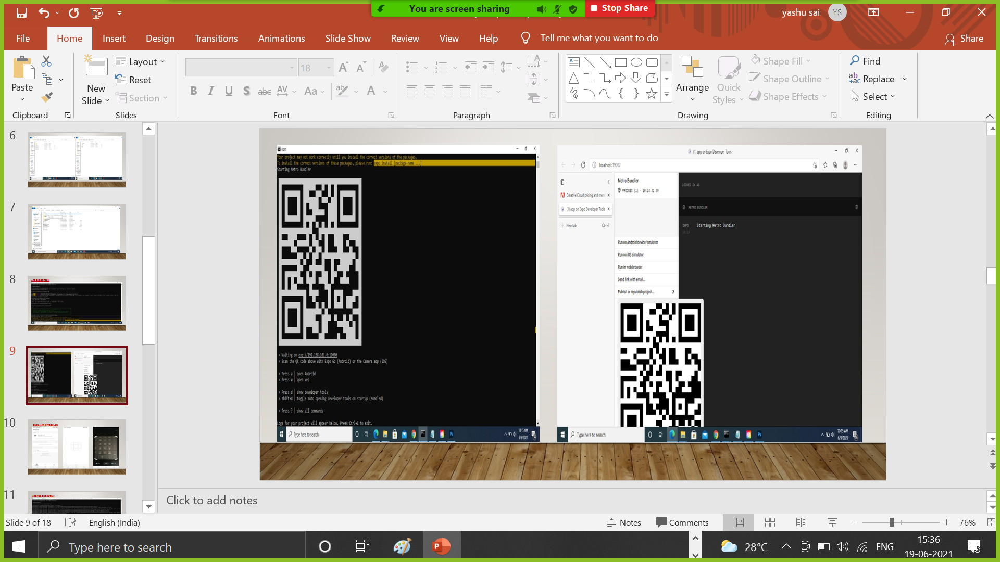 You are screen sharing
Stop Share
yashu sai
YS
File
Home
Insert
Design
Transitions
Animations
Slide Show
Review
View
Help
Tell me what you want to do
Share
Paste
New
Slide
Layout
Reset
Section
18
Arrange
Quick
Styles
Shape Fill
Shape Outline
Shape Effects
Find
Replace
Select
Clipboard
Slides
Font
Paragraph
Drawing
Editing
6
7
8
9
10
11
npm
Your project may not work correctly until you install the correct versions of the packages.
To install the correct versions of these packages, please run: expo install [package-name ...]
Starting Metro Bundler
› Waiting on exp://192.168.101.6:19000
› Scan the QR code above with Expo Go (Android) or the Camera app (iOS)
› Press a │ open Android
› Press w │ open web
› Press d │ show developer tools
› shift+d │ toggle auto opening developer tools on startup (enabled)
› Press ? │ show all commands
Logs for your project will appear below. Press Ctrl+C to exit.
Type here to search
10:15 AM
6/9/2021
(1) app on Expo Developer Tools
localhost:19002
Creative Cloud pricing and mem
(1) app on Expo Developer Tools
New tab
Ctrl+T
Metro Bundler
PROCESS (1) - 10:14:41 AM
Run on Android device/emulator
Run on iOS simulator
Run in web browser
Send link with email...
Publish or republish project...
LOGGED IN AS
METRO BUNDLER
INFO
10:14
Starting Metro Bundler
Type here to search
10:15 AM
6/9/2021
Click to add notes
Slide 9 of 18
English (India)
Notes
Comments
76%
Type here to search
28°C
ENG
15:36
19-06-2021